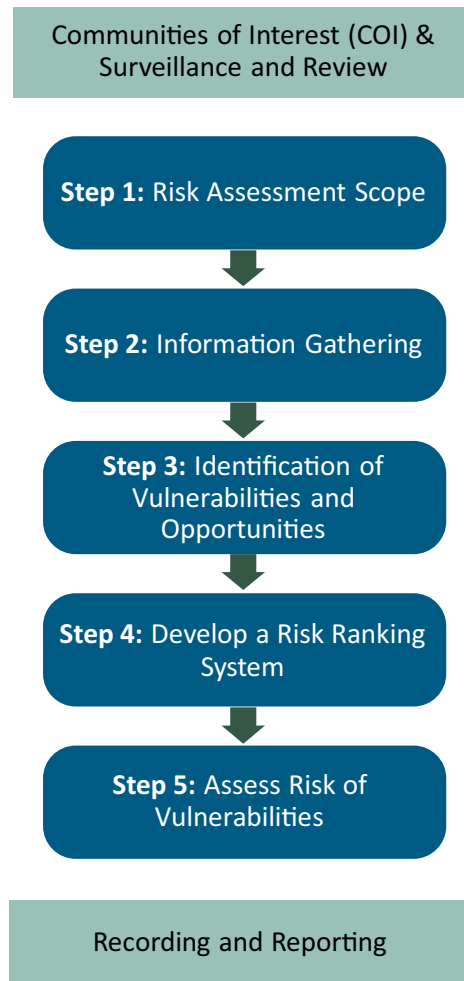 Communities of Interest (COI) &
Surveillance and Review
Step 1: Risk Assessment Scope
Step 2: Information Gathering
Step 3: Identification of
Vulnerabilities and
Opportunities
Step 4: Develop a Risk Ranking
System
Step 5: Assess Risk of
Vulnerabilities
Recording and Reporting